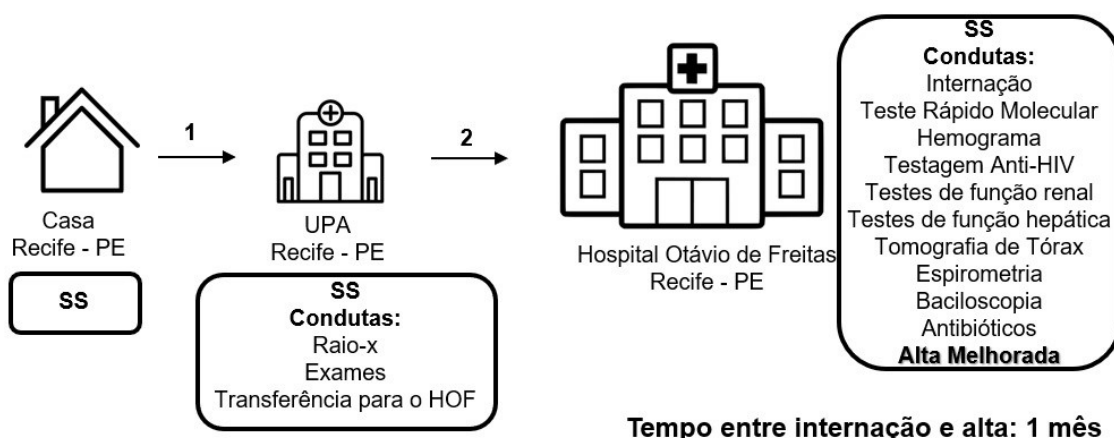 1
Casa
Recife - PE
SS
2
UPA
Recife - PE
SS
Condutas:
Raio-x
Exames
Transferência para o HOF
Hospital Otávio de Freitas
Recife - PE
SS
Condutas:
Internação
Teste Rápido Molecular
Hemograma
Testagem Anti-HIV
Testes de função renal
Testes de função hepática
Tomografia de Tórax
Espirometria
Baciloscopia
Antibióticos
Alta Melhorada
Tempo entre internação e alta: 1 mês